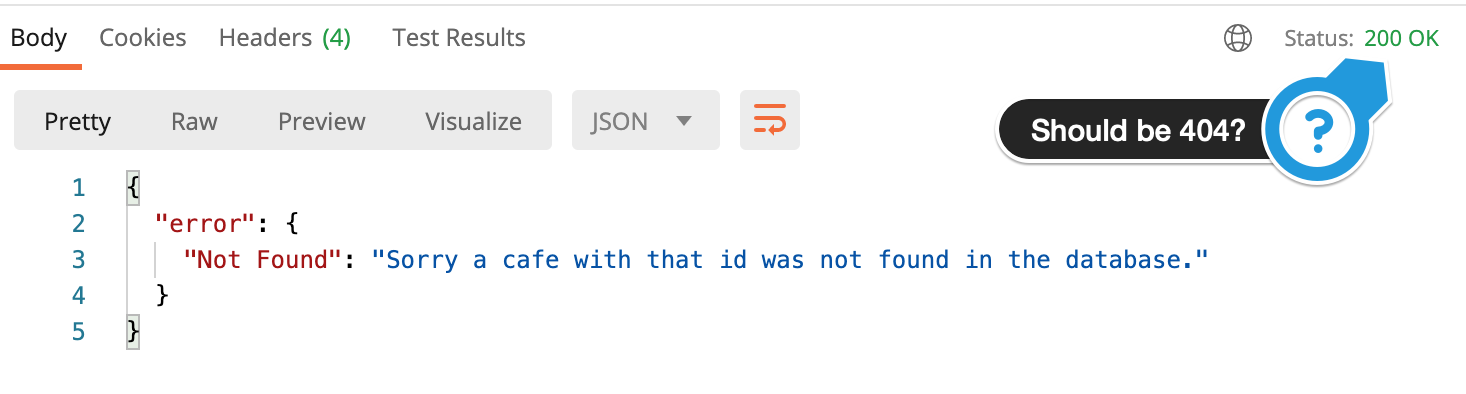 Body Cookies Headers (4) Test Results Status: 200 OK
Pretty Raw Preview Visualize JSON Should be 404? ?
1 {
2 "error": {
3 "Not Found": "Sorry a cafe with that id was not found in the database."
4 }
5 }